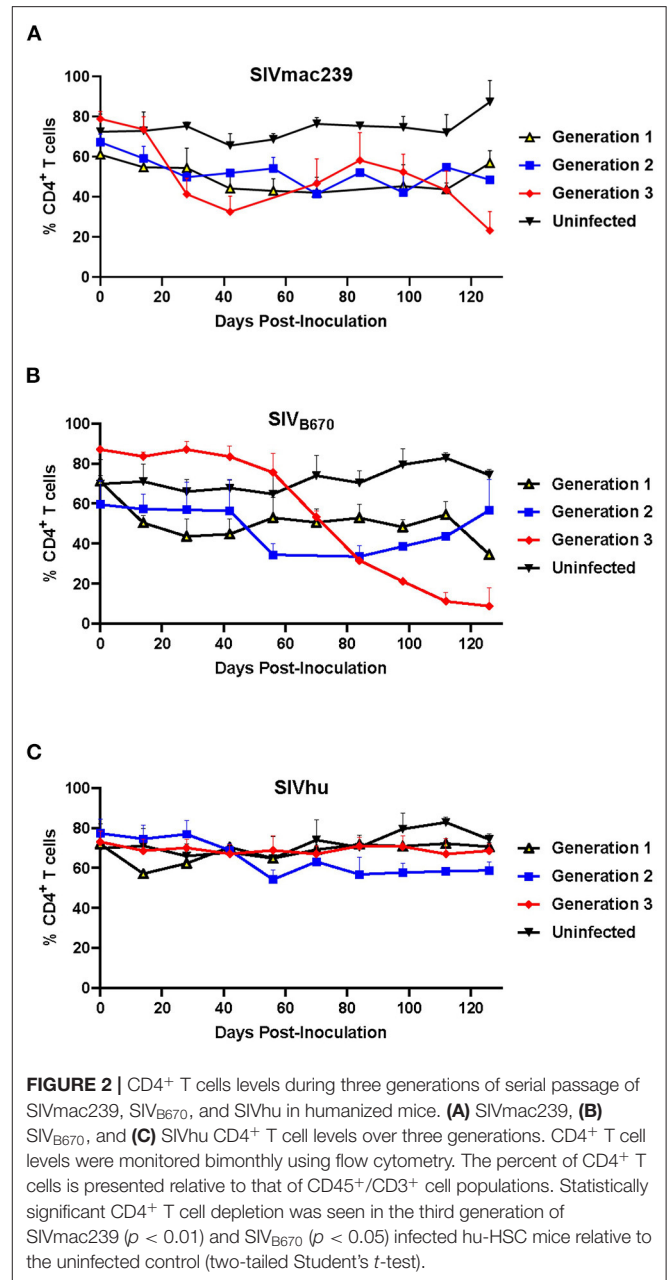 A
SIVmac239
100
80
60
40
20
0
% CD4⁺ T cells
0 20 40 60 80 100 120
Days Post-Inoculation
Generation 1
Generation 2
Generation 3
Uninfected
B
SIV_B670
100
80
60
40
20
0
% CD4⁺ T cells
0 20 40 60 80 100 120
Days Post-Inoculation
Generation 1
Generation 2
Generation 3
Uninfected
C
SIVhu
100
80
60
40
20
0
% CD4⁺ T cells
0 20 40 60 80 100 120
Days Post-Inoculation
Generation 1
Generation 2
Generation 3
Uninfected
FIGURE 2 | CD4⁺ T cells levels during three generations of serial passage of
SIVmac239, SIV_B670, and SIVhu in humanized mice. (A) SIVmac239, (B)
SIV_B670, and (C) SIVhu CD4⁺ T cell levels over three generations. CD4⁺ T cell
levels were monitored bimonthly using flow cytometry. The percent of CD4⁺ T
cells is presented relative to that of CD45⁺/CD3⁺ cell populations. Statistically
significant CD4⁺ T cell depletion was seen in the third generation of
SIVmac239 (p < 0.01) and SIV_B670 (p < 0.05) infected hu-HSC mice relative to
the uninfected control (two-tailed Student's t-test).